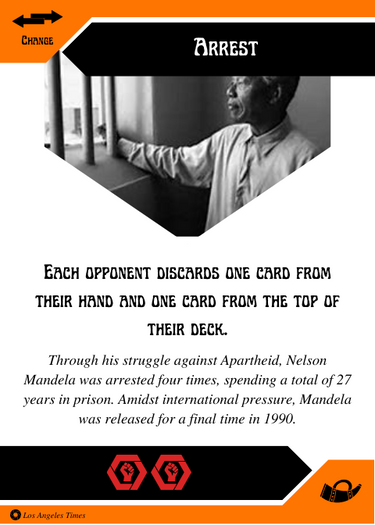 Change
Arrest
Each opponent discards one card from
their hand and one card from the top of
their deck.
Through his struggle against Apartheid, Nelson
Mandela was arrested four times, spending a total of 27
years in prison. Amidst international pressure, Mandela
was released for a final time in 1990.
Los Angeles Times